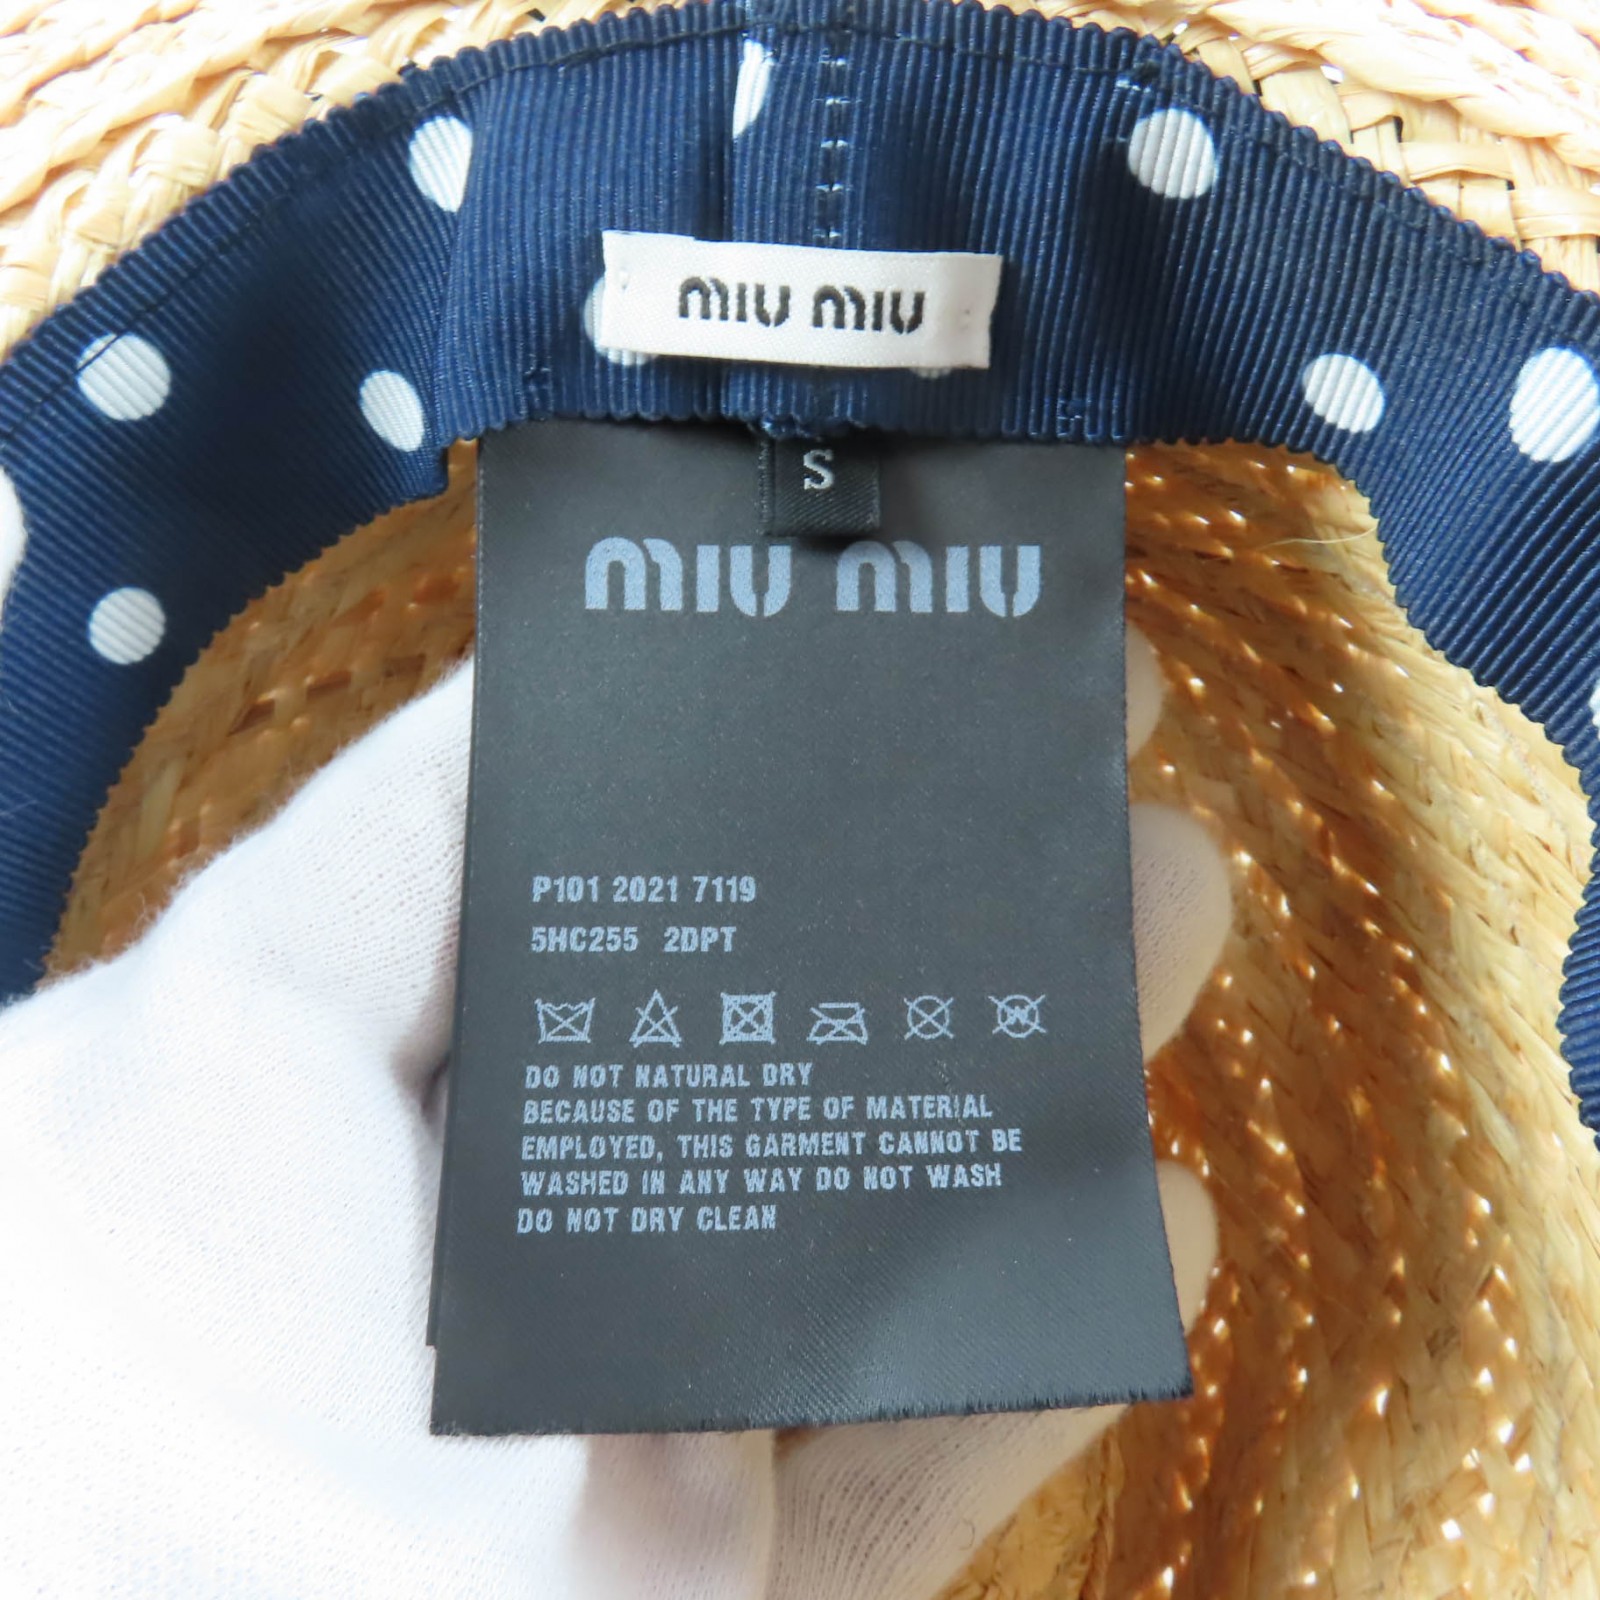 MIU MIU
S
MIU MIU
P101 2021 7119
5HC255 2DPT
DO NOT NATURAL DRY
BECAUSE OF THE TYPE OF MATERIAL
EMPLOYED, THIS GARMENT CANNOT BE
WASHED IN ANY WAY DO NOT WASH
DO NOT DRY CLEAN